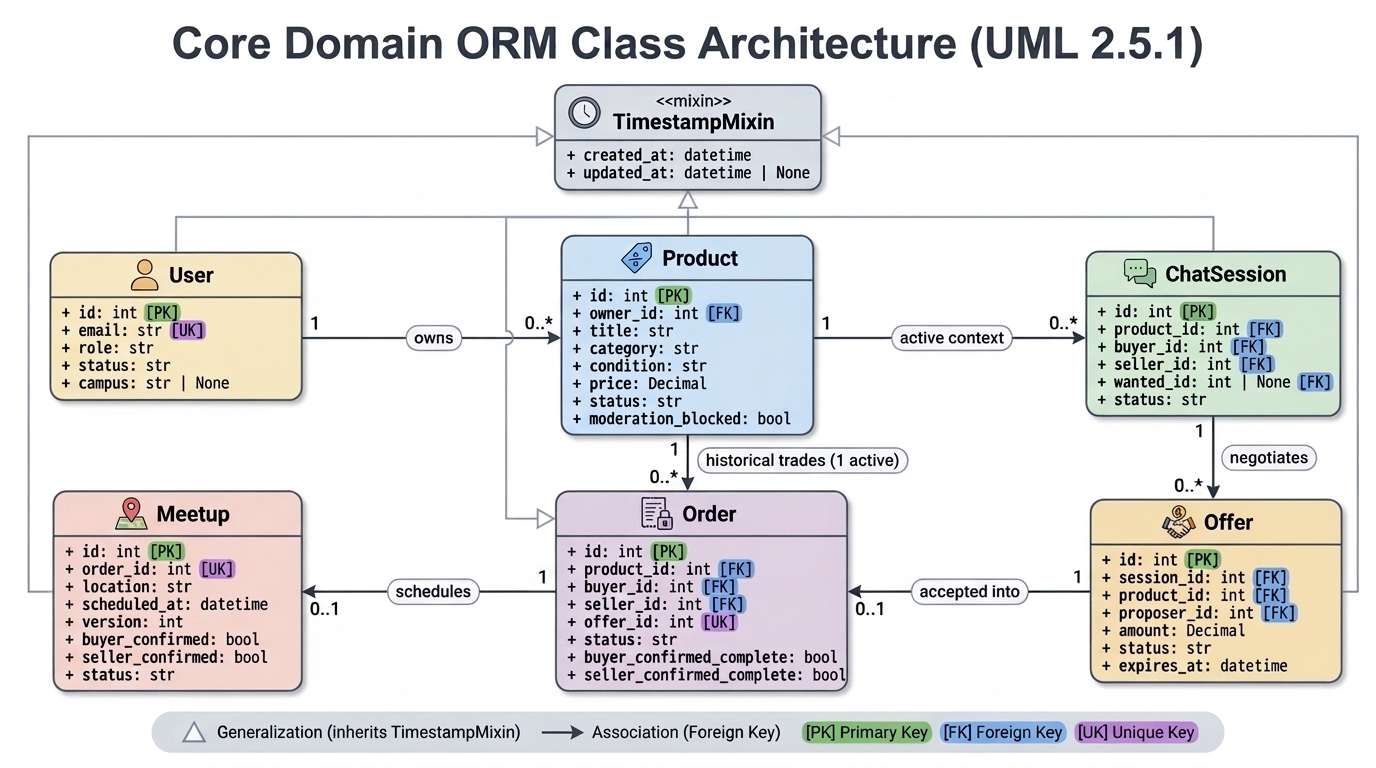 Core Domain ORM Class Architecture (UML 2.5.1)
<<mixin>>
TimestampMixin
+ created_at: datetime
+ updated_at: datetime | None
User
+ id: int [PK]
+ email: str [UK]
+ role: str
+ status: str
+ campus: str | None
1
owns
0..*
Product
+ id: int [PK]
+ owner_id: int [FK]
+ title: str
+ category: str
+ condition: str
+ price: Decimal
+ status: str
+ moderation_blocked: bool
1
active context
0..*
ChatSession
+ id: int [PK]
+ product_id: int [FK]
+ buyer_id: int [FK]
+ seller_id: int [FK]
+ wanted_id: int | None [FK]
+ status: str
1
historical trades (1 active)
0..*
1
negotiates
0..*
Meetup
+ id: int [PK]
+ order_id: int [UK]
+ location: str
+ scheduled_at: datetime
+ version: int
+ buyer_confirmed: bool
+ seller_confirmed: bool
+ status: str
0..1
schedules
1
Order
+ id: int [PK]
+ product_id: int [FK]
+ buyer_id: int [FK]
+ seller_id: int [FK]
+ offer_id: int [UK]
+ status: str
+ buyer_confirmed_complete: bool
+ seller_confirmed_complete: bool
0..1
accepted into
1
Offer
+ id: int [PK]
+ session_id: int [FK]
+ product_id: int [FK]
+ proposer_id: int [FK]
+ amount: Decimal
+ status: str
+ expires_at: datetime
Generalization (inherits TimestampMixin)
Association (Foreign Key)
[PK] Primary Key
[FK] Foreign Key
[UK] Unique Key